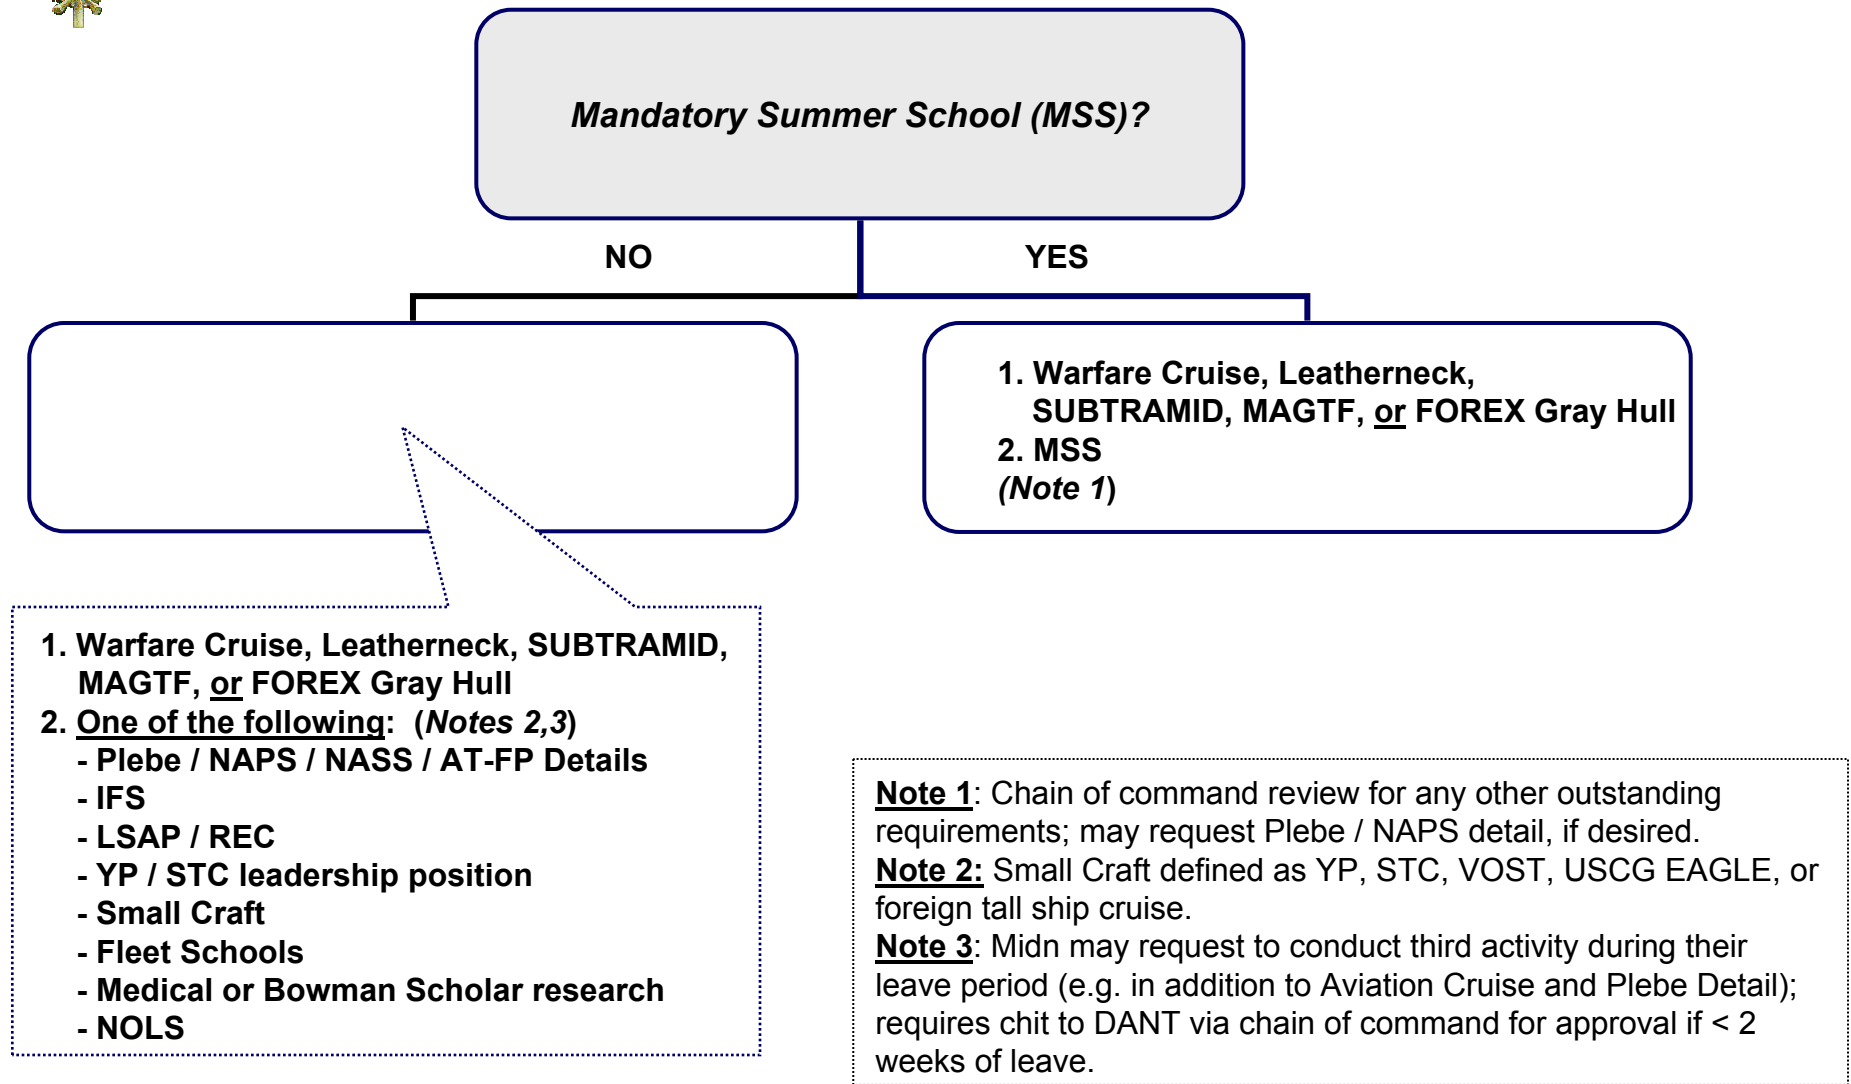 Mandatory Summer School (MSS)?
NO
YES
1. Warfare Cruise, Leatherneck,
SUBTRAMID, MAGTF, or FOREX Gray Hull
2. MSS
(Note 1)
1. Warfare Cruise, Leatherneck, SUBTRAMID,
MAGTF, or FOREX Gray Hull
2. One of the following: (Notes 2,3)
- Plebe / NAPS / NASS / AT-FP Details
- IFS
- LSAP / REC
- YP / STC leadership position
- Small Craft
- Fleet Schools
- Medical or Bowman Scholar research
- NOLS
Note 1: Chain of command review for any other outstanding
requirements; may request Plebe / NAPS detail, if desired.
Note 2: Small Craft defined as YP, STC, VOST, USCG EAGLE, or
foreign tall ship cruise.
Note 3: Midn may request to conduct third activity during their
leave period (e.g. in addition to Aviation Cruise and Plebe Detail);
requires chit to DANT via chain of command for approval if < 2
weeks of leave.